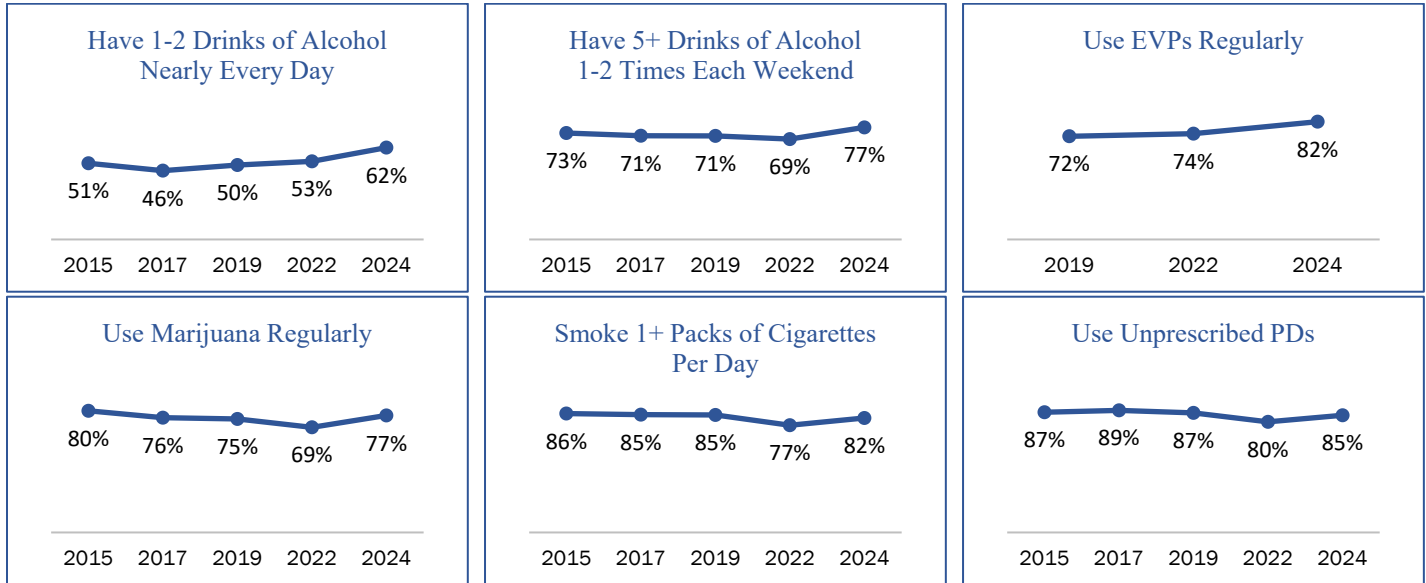 Have 1-2 Drinks of Alcohol
Nearly Every Day
51%
46%
50%
53%
62%
2015 2017 2019 2022 2024
Have 5+ Drinks of Alcohol
1-2 Times Each Weekend
73%
71%
71%
69%
77%
2015 2017 2019 2022 2024
Use EVPs Regularly
72%
74%
82%
2019 2022 2024
Use Marijuana Regularly
80%
76%
75%
69%
77%
2015 2017 2019 2022 2024
Smoke 1+ Packs of Cigarettes
Per Day
86%
85%
85%
77%
82%
2015 2017 2019 2022 2024
Use Unprescribed PDs
87%
89%
87%
80%
85%
2015 2017 2019 2022 2024